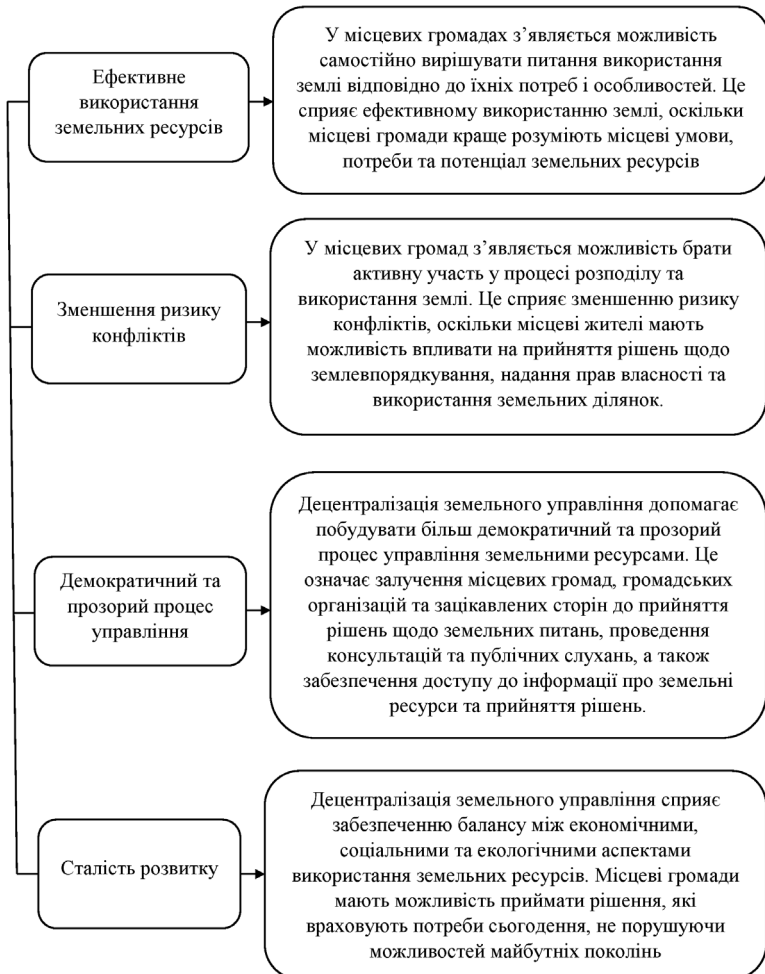 Ефективне
використання
земельних ресурсів
У місцевих громадах з’являється можливість
самостійно вирішувати питання використання
землі відповідно до їхніх потреб і особливостей. Це
сприяє ефективному використанню землі, оскільки
місцеві громади краще розуміють місцеві умови,
потреби та потенціал земельних ресурсів
Зменшення ризику
конфліктів
У місцевих громад з’являється можливість брати
активну участь у процесі розподілу та
використання землі. Це сприяє зменшенню ризику
конфліктів, оскільки місцеві жителі мають
можливість впливати на прийняття рішень щодо
землевпорядкування, надання прав власності та
використання земельних ділянок.
Демократичний та
прозорий процес
управління
Децентралізація земельного управління допомагає
побудувати більш демократичний та прозорий
процес управління земельними ресурсами. Це
означає залучення місцевих громад, громадських
організацій та зацікавлених сторін до прийняття
рішень щодо земельних питань, проведення
консультацій та публічних слухань, а також
забезпечення доступу до інформації про земельні
ресурси та прийняття рішень.
Сталість розвитку
Децентралізація земельного управління сприяє
забезпеченню балансу між економічними,
соціальними та екологічними аспектами
використання земельних ресурсів. Місцеві громади
мають можливість приймати рішення, які
враховують потреби сьогодення, не порушуючи
можливостей майбутніх поколінь